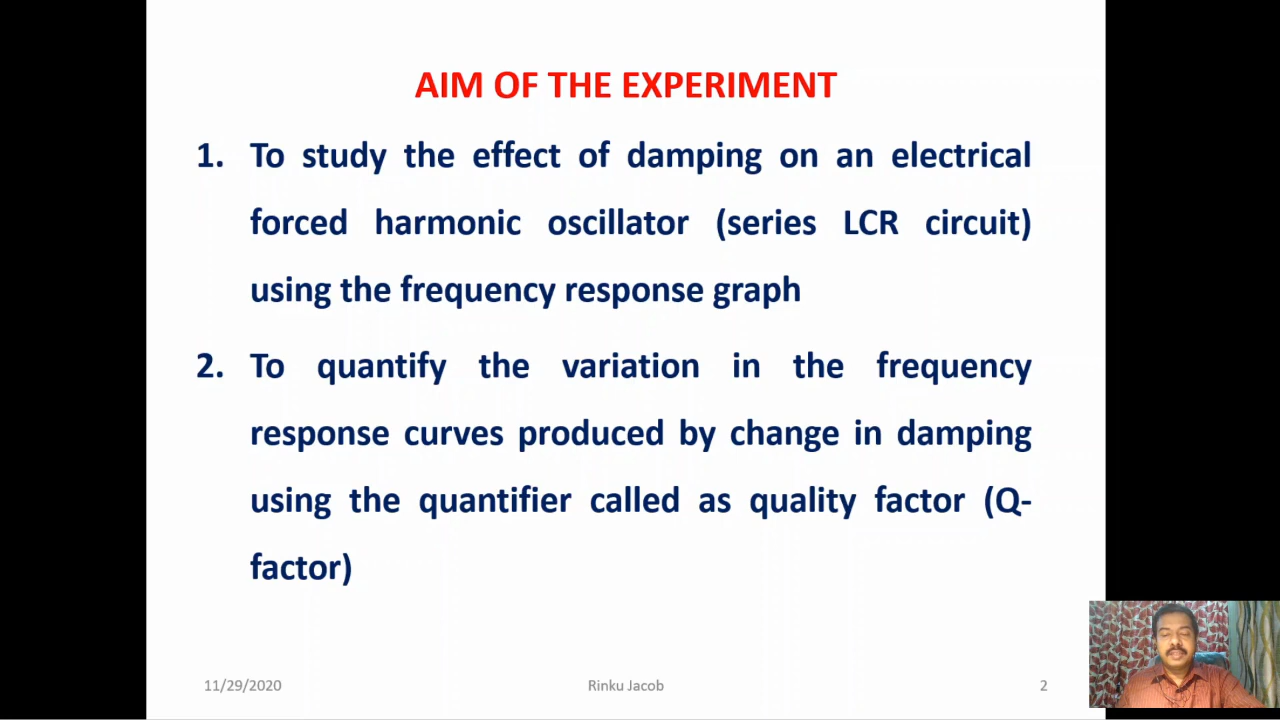 AIM OF THE EXPERIMENT
1. To study the effect of damping on an electrical
forced harmonic oscillator (series LCR circuit)
using the frequency response graph
2. To quantify the variation in the frequency
response curves produced by change in damping
using the quantifier called as quality factor (Q-
factor)
11/29/2020 Rinku Jacob 2